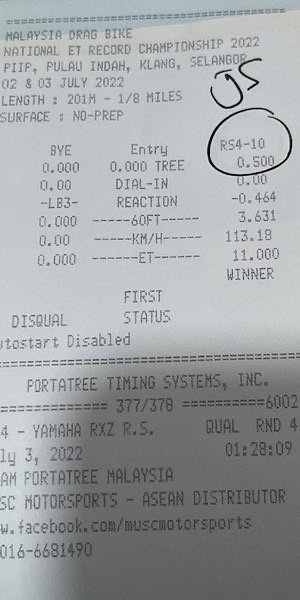 MALAYSIA DRAG BIKE
NATIONAL ET RECORD CHAMPIONSHIP 2022
PIIP, PULAU INDAH, KLANG, SELANGOR
02 & 03 JULY 2022
LENGTH : 201M - 1/8 MILES
SURFACE : NO-PREP
JS
BYE Entry RS4-10
0.000 0.000 TREE 0.500
0.00 DIAL-IN 0.00
-LB3- REACTION -0.464
0.000 -----60FT----- 3.631
0.00 -----KM/H----- 113.18
0.000 ------ET------ 11.000
WINNER
FIRST
DISQUAL STATUS
utostart Disabled
PORTATREE TIMING SYSTEMS, INC.
============ 377/378 ==========6002
4 - YAMAHA RXZ R.S. QUAL RND 4
ly 3, 2022 01:28:09
AM PORTATREE MALAYSIA
SC MOTORSPORTS - ASEAN DISTRIBUTOR
w.facebook.com/muscmotorsports
016-6681490